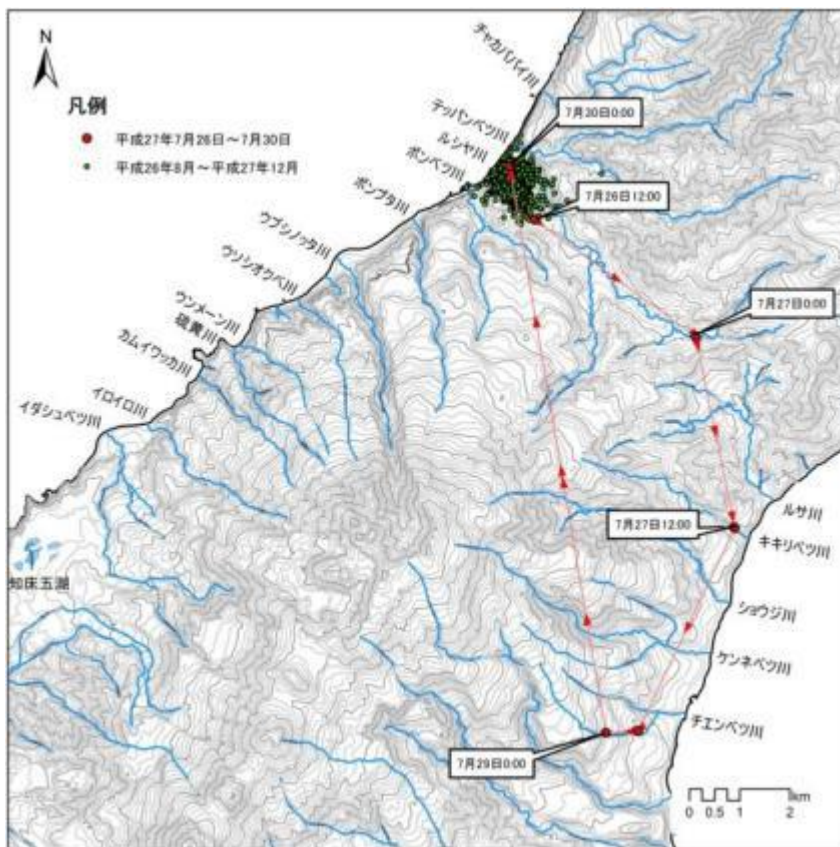 N
凡例
平成27年7月26日～7月30日
平成26年8月～平成27年12月
チャカババイ川
テッパンベツ川
ルシヤ川
ポンベツ川
ポンプタ川
ウブシノッタ川
ウツシオウペ川
ウンメーン川
硫黄川
カムイワッカ川
イロイロ川
イダシュベツ川
知床五湖
7月30日0:00
7月26日12:00
7月27日0:00
7月27日12:00
7月29日0:00
ルサ川
キキリベツ川
ショウジ川
ケンネベツ川
チエンベツ川
km
0 0.5 1 2